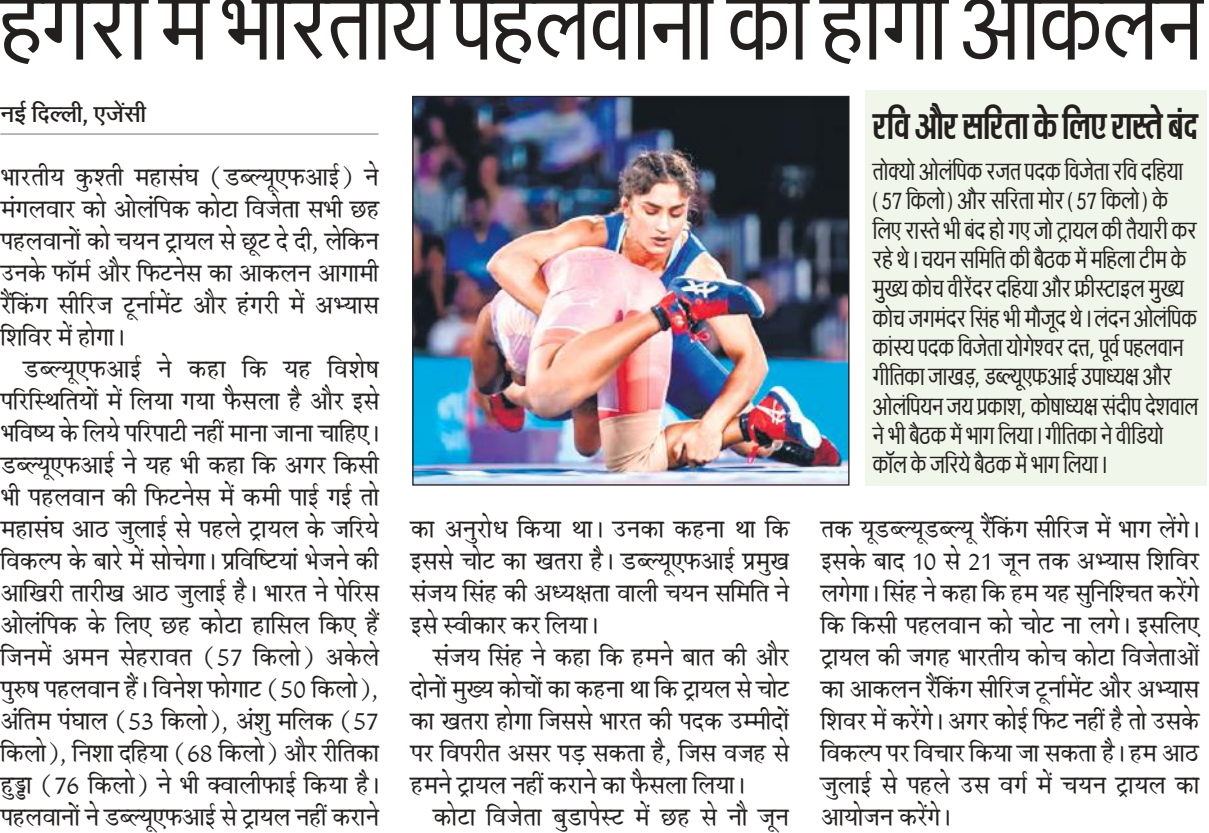 हंगरी में भारतीय पहलवानों का होगा आकलन
नई दिल्ली, एजेंसी
भारतीय कुश्ती महासंघ (डब्ल्यूएफआई) ने
मंगलवार को ओलंपिक कोटा विजेता सभी छह
पहलवानों को चयन ट्रायल से छूट दे दी, लेकिन
उनके फॉर्म और फिटनेस का आकलन आगामी
रैंकिंग सीरिज टूर्नामेंट और हंगरी में अभ्यास
शिविर में होगा।
डब्ल्यूएफआई ने कहा कि यह विशेष
परिस्थितियों में लिया गया फैसला है और इसे
भविष्य के लिये परिपाटी नहीं माना जाना चाहिए।
डब्ल्यूएफआई ने यह भी कहा कि अगर किसी
भी पहलवान की फिटनेस में कमी पाई गई तो
महासंघ आठ जुलाई से पहले ट्रायल के जरिये
विकल्प के बारे में सोचेगा। प्रविष्टियां भेजने की
आखिरी तारीख आठ जुलाई है। भारत ने पेरिस
ओलंपिक के लिए छह कोटा हासिल किए हैं
जिनमें अमन सेहरावत (57 किलो) अकेले
पुरुष पहलवान हैं। विनेश फोगाट (50 किलो),
अंतिम पंघाल (53 किलो), अंशु मलिक (57
किलो), निशा दहिया (68 किलो) और रीतिका
हुड्डा (76 किलो) ने भी क्वालीफाई किया है।
पहलवानों ने डब्ल्यूएफआई से ट्रायल नहीं कराने
का अनुरोध किया था। उनका कहना था कि
इससे चोट का खतरा है। डब्ल्यूएफआई प्रमुख
संजय सिंह की अध्यक्षता वाली चयन समिति ने
इसे स्वीकार कर लिया।
संजय सिंह ने कहा कि हमने बात की और
दोनों मुख्य कोचों का कहना था कि ट्रायल से चोट
का खतरा होगा जिससे भारत की पदक उम्मीदों
पर विपरीत असर पड़ सकता है, जिस वजह से
हमने ट्रायल नहीं कराने का फैसला लिया।
कोटा विजेता बुडापेस्ट में छह से नौ जून
तक यूडब्ल्यूडब्ल्यू रैंकिंग सीरिज में भाग लेंगे।
इसके बाद 10 से 21 जून तक अभ्यास शिविर
लगेगा। सिंह ने कहा कि हम यह सुनिश्चित करेंगे
कि किसी पहलवान को चोट ना लगे। इसलिए
ट्रायल की जगह भारतीय कोच कोटा विजेताओं
का आकलन रैंकिंग सीरिज टूर्नामेंट और अभ्यास
शिवर में करेंगे। अगर कोई फिट नहीं है तो उसके
विकल्प पर विचार किया जा सकता है। हम आठ
जुलाई से पहले उस वर्ग में चयन ट्रायल का
आयोजन करेंगे।
रवि और सरिता के लिए रास्ते बंद
तोक्यो ओलंपिक रजत पदक विजेता रवि दहिया
(57 किलो) और सरिता मोर (57 किलो) के
लिए रास्ते भी बंद हो गए जो ट्रायल की तैयारी कर
रहे थे। चयन समिति की बैठक में महिला टीम के
मुख्य कोच वीरेंदर दहिया और फ्रीस्टाइल मुख्य
कोच जगमंदर सिंह भी मौजूद थे। लंदन ओलंपिक
कांस्य पदक विजेता योगेश्वर दत्त, पूर्व पहलवान
गीतिका जाखड़, डब्ल्यूएफआई उपाध्यक्ष और
ओलंपियन जय प्रकाश, कोषाध्यक्ष संदीप देशवाल
ने भी बैठक में भाग लिया। गीतिका ने वीडियो
कॉल के जरिये बैठक में भाग लिया।